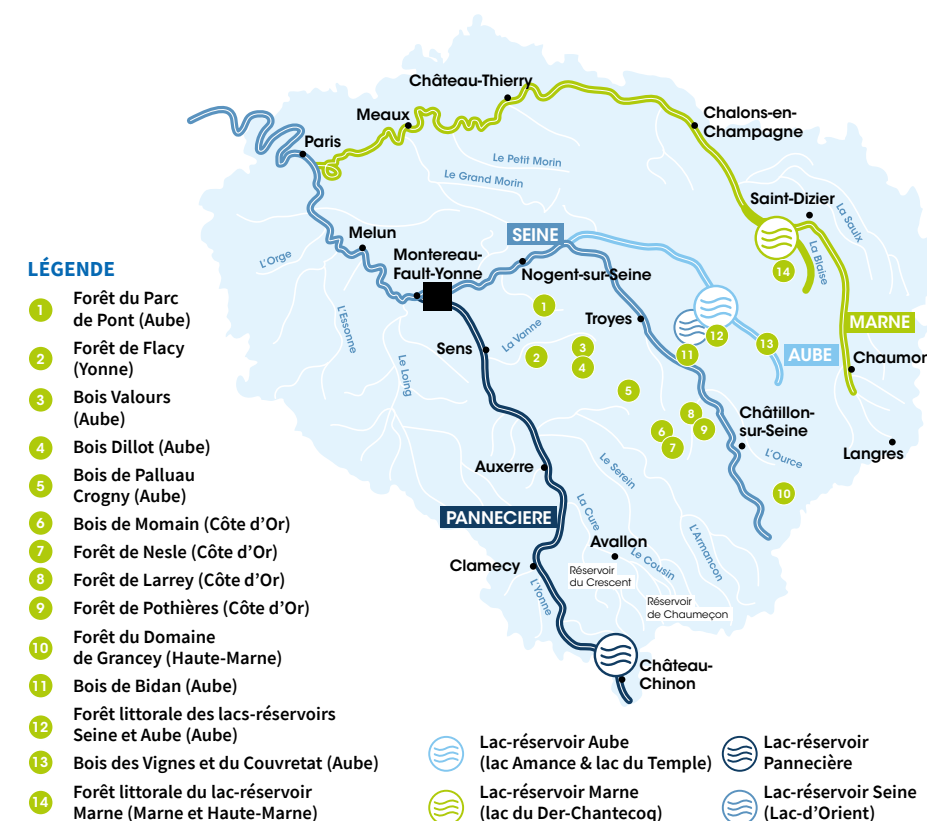 Château-Thierry
Meaux
Chalons-en-
Champagne
Paris
Le Petit Morin
Le Grand Morin
Saint-Dizier
La Saulx
Melun
SEINE
La Blaise
L'Orge
Montereau-
Fault-Yonne
Nogent-sur-Seine
14
LÉGENDE
1 Forêt du Parc
de Pont (Aube)
2 Forêt de Flacy
(Yonne)
3 Bois Valours
(Aube)
4 Bois Dillot (Aube)
5 Bois de Palluau
Crogny (Aube)
6 Bois de Momain (Côte d'Or)
7 Forêt de Nesle (Côte d'Or)
8 Forêt de Larrey (Côte d'Or)
9 Forêt de Pothières (Côte d'Or)
10 Forêt du Domaine
de Grancey (Haute-Marne)
11 Bois de Bidan (Aube)
12 Forêt littorale des lacs-réservoirs
Seine et Aube (Aube)
13 Bois des Vignes et du Couvretat (Aube)
14 Forêt littorale du lac-réservoir
Marne (Marne et Haute-Marne)
L'Essonne
1
Troyes
MARNE
La Vanne
12
13
Sens
2
3
4
11
AUBE
Chaumon
Le Loing
5
8
9
6
7
Châtillon-
sur-Seine
L'Ource
Langres
Auxerre
Le Serein
10
La Cure
PANNECIERE
L'Armançon
Avallon
Le Cousin
Clamecy
Réservoir
du Crescent
L'Yonne
Réservoir
de Chaumeçon
Château-
Chinon
Lac-réservoir Aube
(lac Amance & lac du Temple)
Lac-réservoir
Pannecière
Lac-réservoir Marne
(lac du Der-Chantecoq)
Lac-réservoir Seine
(Lac-d'Orient)